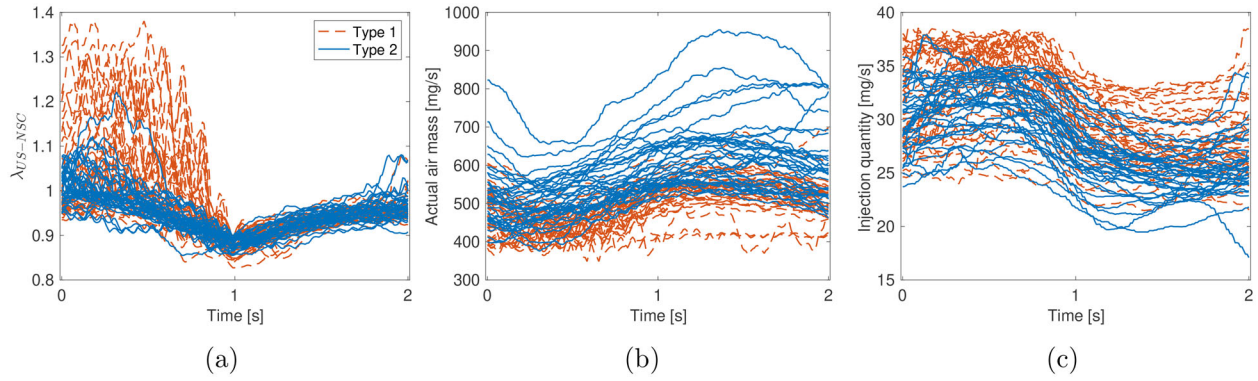 1.4
1.3
1.2
1.1
1
0.9
0.8
λUS−NSC
Type 1
Type 2
0 1 2
Time [s]
(a)
1000
900
800
700
600
500
400
300
Actual air mass [mg/s]
0 1 2
Time [s]
(b)
40
35
30
25
20
15
Injection quantity [mg/s]
0 1 2
Time [s]
(c)